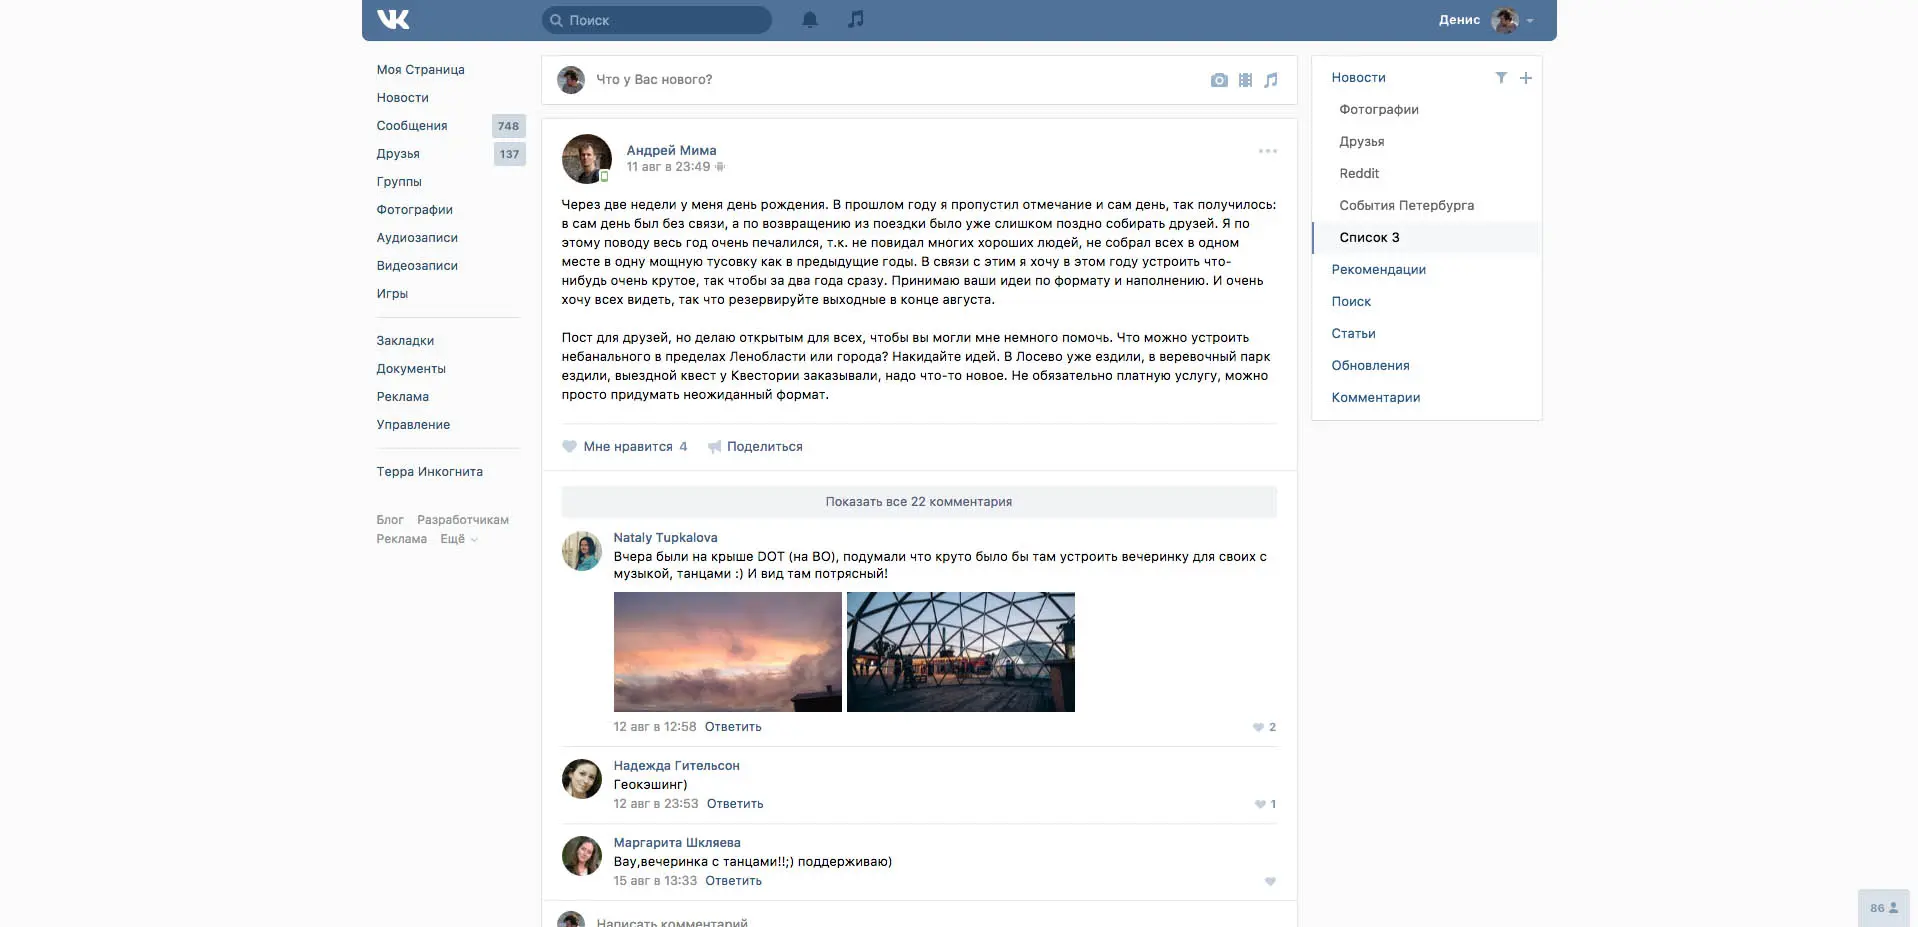 VK
Поиск
Денис
Моя Страница
Новости
Сообщения 748
Друзья 137
Группы
Фотографии
Аудиозаписи
Видеозаписи
Игры
Закладки
Документы
Реклама
Управление
Терра Инкогнита
Блог Разработчикам
Реклама Ещё
Что у Вас нового?
Андрей Мима
11 авг в 23:49
Через две недели у меня день рождения. В прошлом году я пропустил отмечание и сам день, так получилось:
в сам день был без связи, а по возвращению из поездки было уже слишком поздно собирать друзей. Я по
этому поводу весь год очень печалился, т.к. не повидал многих хороших людей, не собрал всех в одном
месте в одну мощную тусовку как в предыдущие годы. В связи с этим я хочу в этом году устроить что-
нибудь очень крутое, так чтобы за два года сразу. Принимаю ваши идеи по формату и наполнению. И очень
хочу всех видеть, так что резервируйте выходные в конце августа.
Пост для друзей, но делаю открытым для всех, чтобы вы могли мне немного помочь. Что можно устроить
небанального в пределах Ленобласти или города? Накидайте идей. В Лосево уже ездили, в веревочный парк
ездили, выездной квест у Квестории заказывали, надо что-то новое. Не обязательно платную услугу, можно
просто придумать неожиданный формат.
Мне нравится 4 Поделиться
Показать все 22 комментария
Nataly Tupkalova
Вчера были на крыше DOT (на ВО), подумали что круто было бы там устроить вечеринку для своих с
музыкой, танцами :) И вид там потрясный!
12 авг в 12:58 Ответить 2
Надежда Гительсон
Геокэшинг)
12 авг в 23:53 Ответить 1
Маргарита Шкляева
Вау,вечеринка с танцами!!;) поддерживаю)
15 авг в 13:33 Ответить
Написать комментарий
Новости
Фотографии
Друзья
Reddit
События Петербурга
Список 3
Рекомендации
Поиск
Статьи
Обновления
Комментарии
86